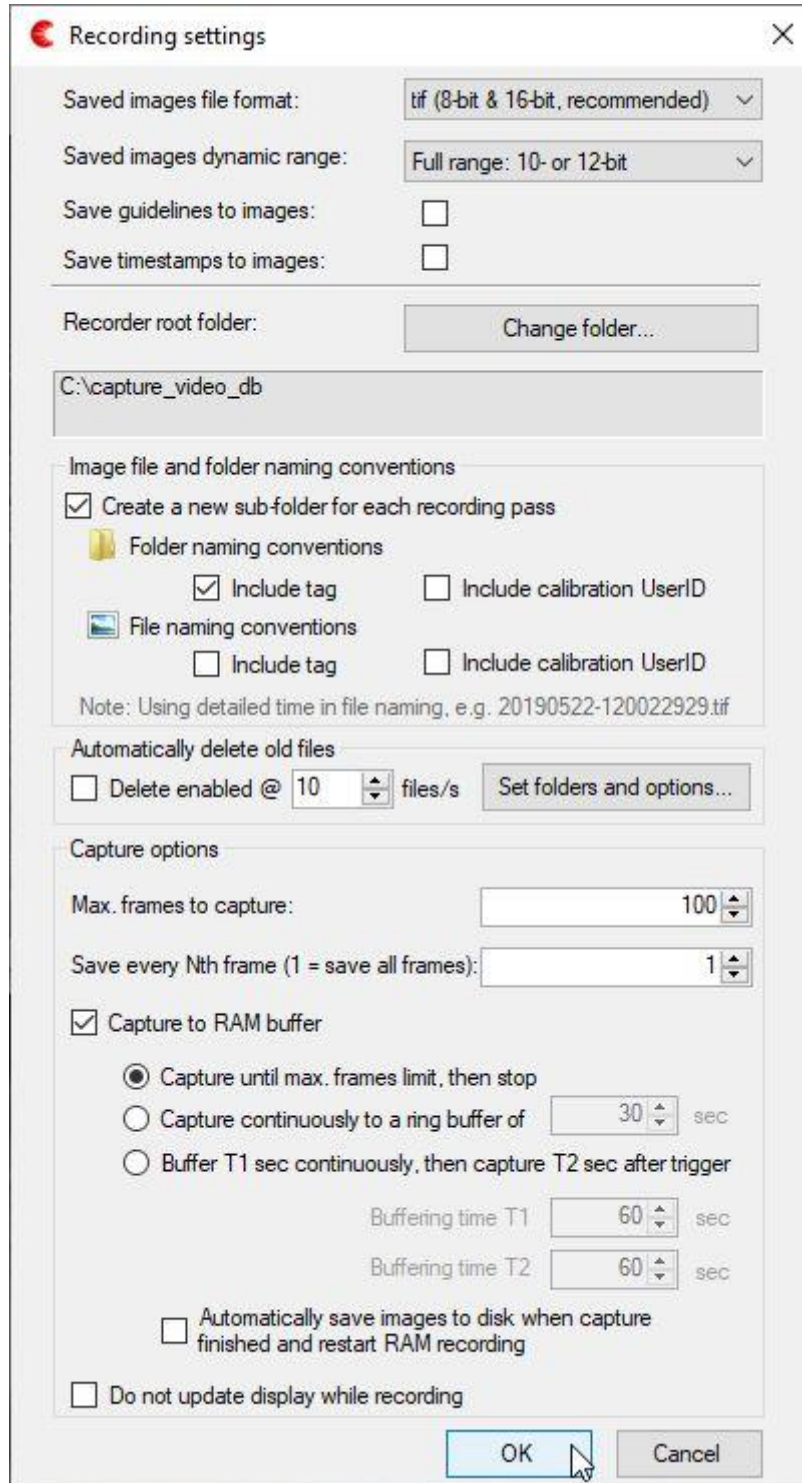 Recording settings
Saved images file format: tif (8-bit & 16-bit, recommended)
Saved images dynamic range: Full range: 10- or 12-bit
Save guidelines to images:
Save timestamps to images:
Recorder root folder: Change folder...
C:\capture_video_db
Image file and folder naming conventions
Create a new sub-folder for each recording pass
Folder naming conventions
Include tag Include calibration UserID
File naming conventions
Include tag Include calibration UserID
Note: Using detailed time in file naming, e.g. 20190522-120022929.tif
Automatically delete old files
Delete enabled @ 10 files/s Set folders and options...
Capture options
Max. frames to capture: 100
Save every Nth frame (1 = save all frames): 1
Capture to RAM buffer
Capture until max. frames limit, then stop
Capture continuously to a ring buffer of 30 sec
Buffer T1 sec continuously, then capture T2 sec after trigger
Buffering time T1 60 sec
Buffering time T2 60 sec
Automatically save images to disk when capture
finished and restart RAM recording
Do not update display while recording
OK Cancel